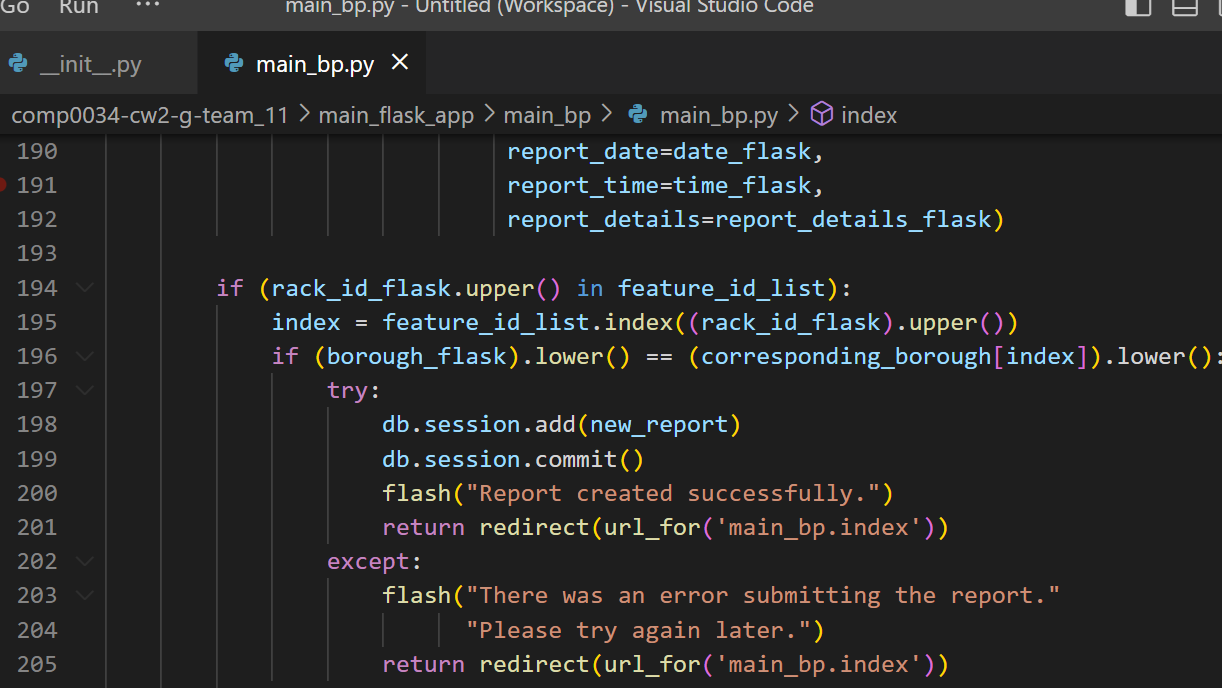 Go Run ... main_bp.py - Untitled (Workspace) - Visual Studio Code
__init__.py main_bp.py ×
comp0034-cw2-g-team_11 > main_flask_app > main_bp > main_bp.py > index
190 report_date=date_flask,
191 report_time=time_flask,
192 report_details=report_details_flask)
193
194 if (rack_id_flask.upper() in feature_id_list):
195 index = feature_id_list.index((rack_id_flask).upper())
196 if (borough_flask).lower() == (corresponding_borough[index]).lower():
197 try:
198 db.session.add(new_report)
199 db.session.commit()
200 flash("Report created successfully.")
201 return redirect(url_for('main_bp.index'))
202 except:
203 flash("There was an error submitting the report."
204 "Please try again later.")
205 return redirect(url_for('main_bp.index'))